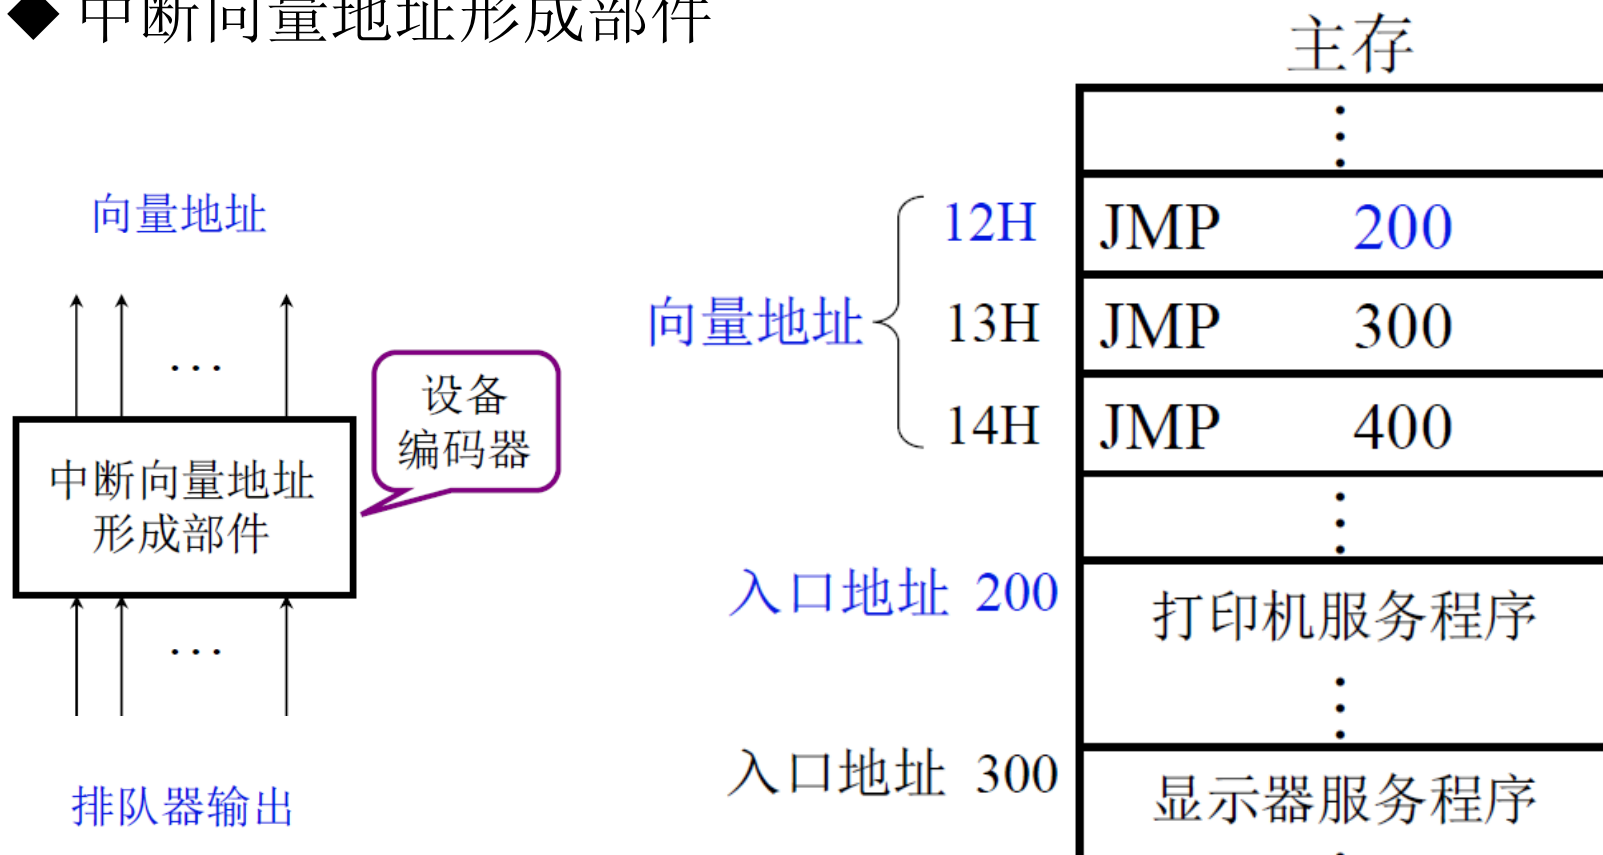 ◆ 中断向量地址形成部件
主存
向量地址
12H JMP 200
向量地址 13H JMP 300
14H JMP 400
设备
编码器
中断向量地址
形成部件
入口地址 200 打印机服务程序
入口地址 300 显示器服务程序
排队器输出